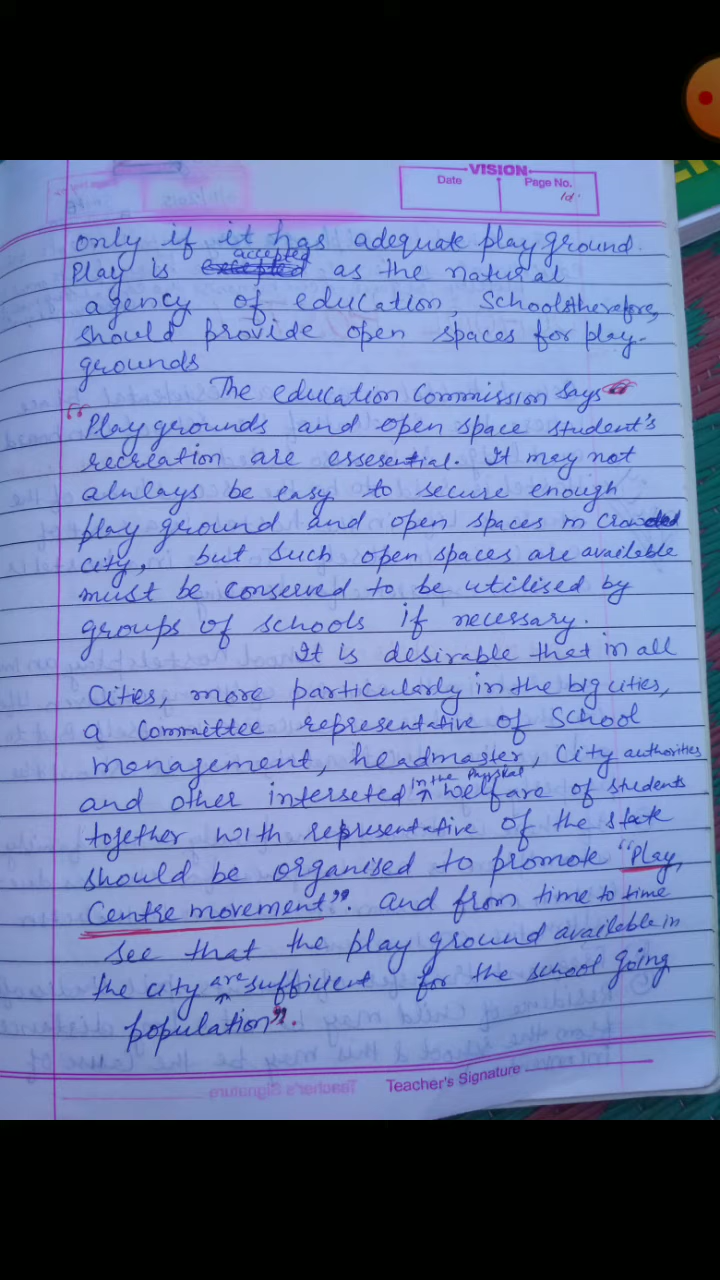 VISION
Date
Page No.
only if it has adequate play ground.
accepted
Play is as the natural
agency of education, Schools therefore,
should provide open spaces for play-
grounds
The education Commission Says
"Play grounds and open space student's
recreation are essesential. It may not
always be easy to secure enough
play ground and open spaces in crowded
city, but such open spaces are available
must be conserved to be utilised by
groups of schools if necessary.
It is desirable that in all
Cities, more particularly in the big cities,
a Committee representative of School
management, headmaster, City authorities
in the Physical
and other interseted ^ welfare of students
together with representative of the state
should be organised to promote "Play
Centre movement". and from time to time
see that the play ground available in
the city are sufficient for the school going
population".
Teacher's Signature